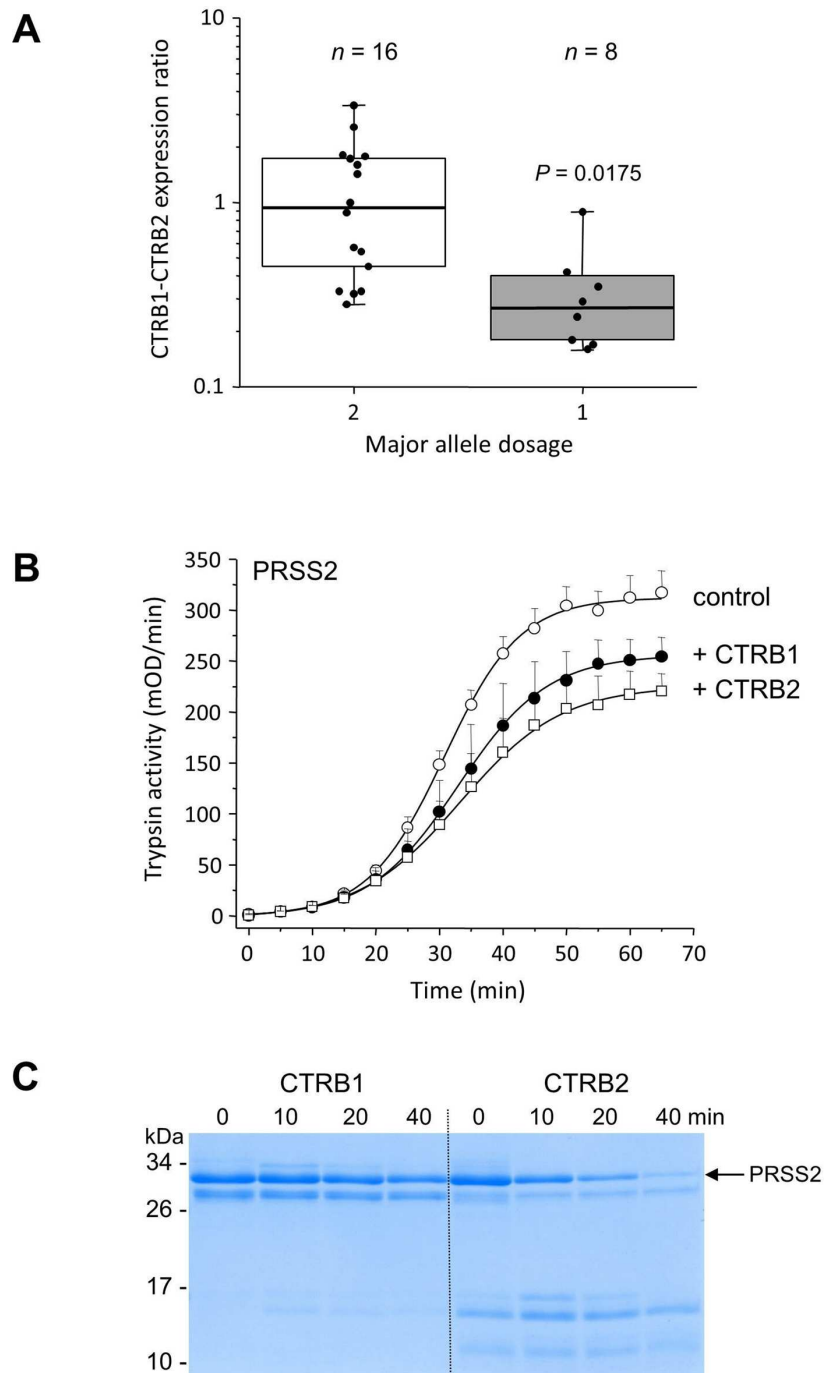 A
10
n = 16
n = 8
CTRB1-CTRB2 expression ratio
P = 0.0175
1
0.1
2
1
Major allele dosage
B
PRSS2
350
300
250
200
150
100
50
0
Trypsin activity (mOD/min)
control
+ CTRB1
+ CTRB2
0 10 20 30 40 50 60 70
Time (min)
C
CTRB1 CTRB2
0 10 20 40 0 10 20 40 min
kDa
34 -
PRSS2
26 -
17 -
10 -